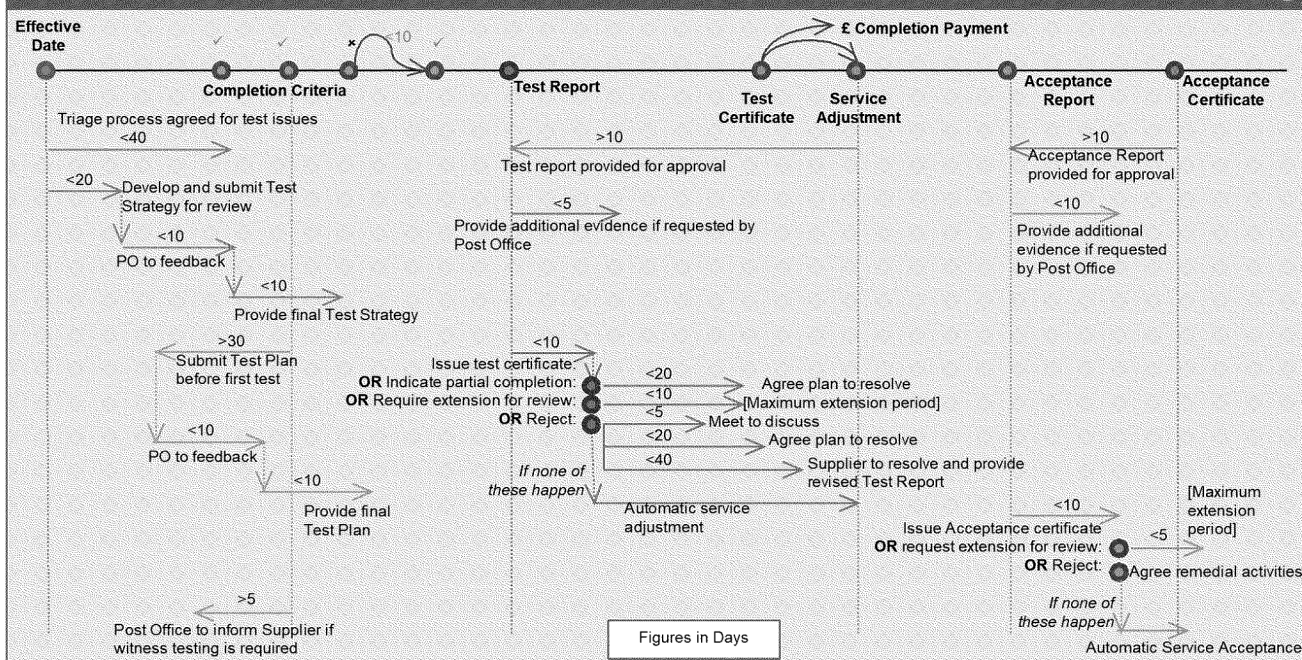 Effective
Date
✓
✓
×
<10
✓
£ Completion Payment
Completion Criteria
Test Report
Test
Certificate
Service
Adjustment
Acceptance
Report
Acceptance
Certificate
Triage process agreed for test issues
<40
<20
Develop and submit Test
Strategy for review
<10
PO to feedback
<10
Provide final Test Strategy
>30
Submit Test Plan
before first test
<10
PO to feedback
<10
Provide final
Test Plan
>5
Post Office to inform Supplier if
witness testing is required
>10
Test report provided for approval
<5
Provide additional evidence if requested by
Post Office
<10
Issue test certificate:
OR Indicate partial completion:
<20
Agree plan to resolve
OR Require extension for review:
<10
[Maximum extension period]
OR Reject:
<5
Meet to discuss
<20
Agree plan to resolve
<40
Supplier to resolve and provide
revised Test Report
If none of
these happen
Automatic service
adjustment
>10
Acceptance Report
provided for approval
<10
Provide additional
evidence if requested
by Post Office
<10
Issue Acceptance certificate
OR request extension for review:
<5
[Maximum
extension
period]
OR Reject:
Agree remedial activities
If none of
these happen
Automatic Service Acceptance
Figures in Days